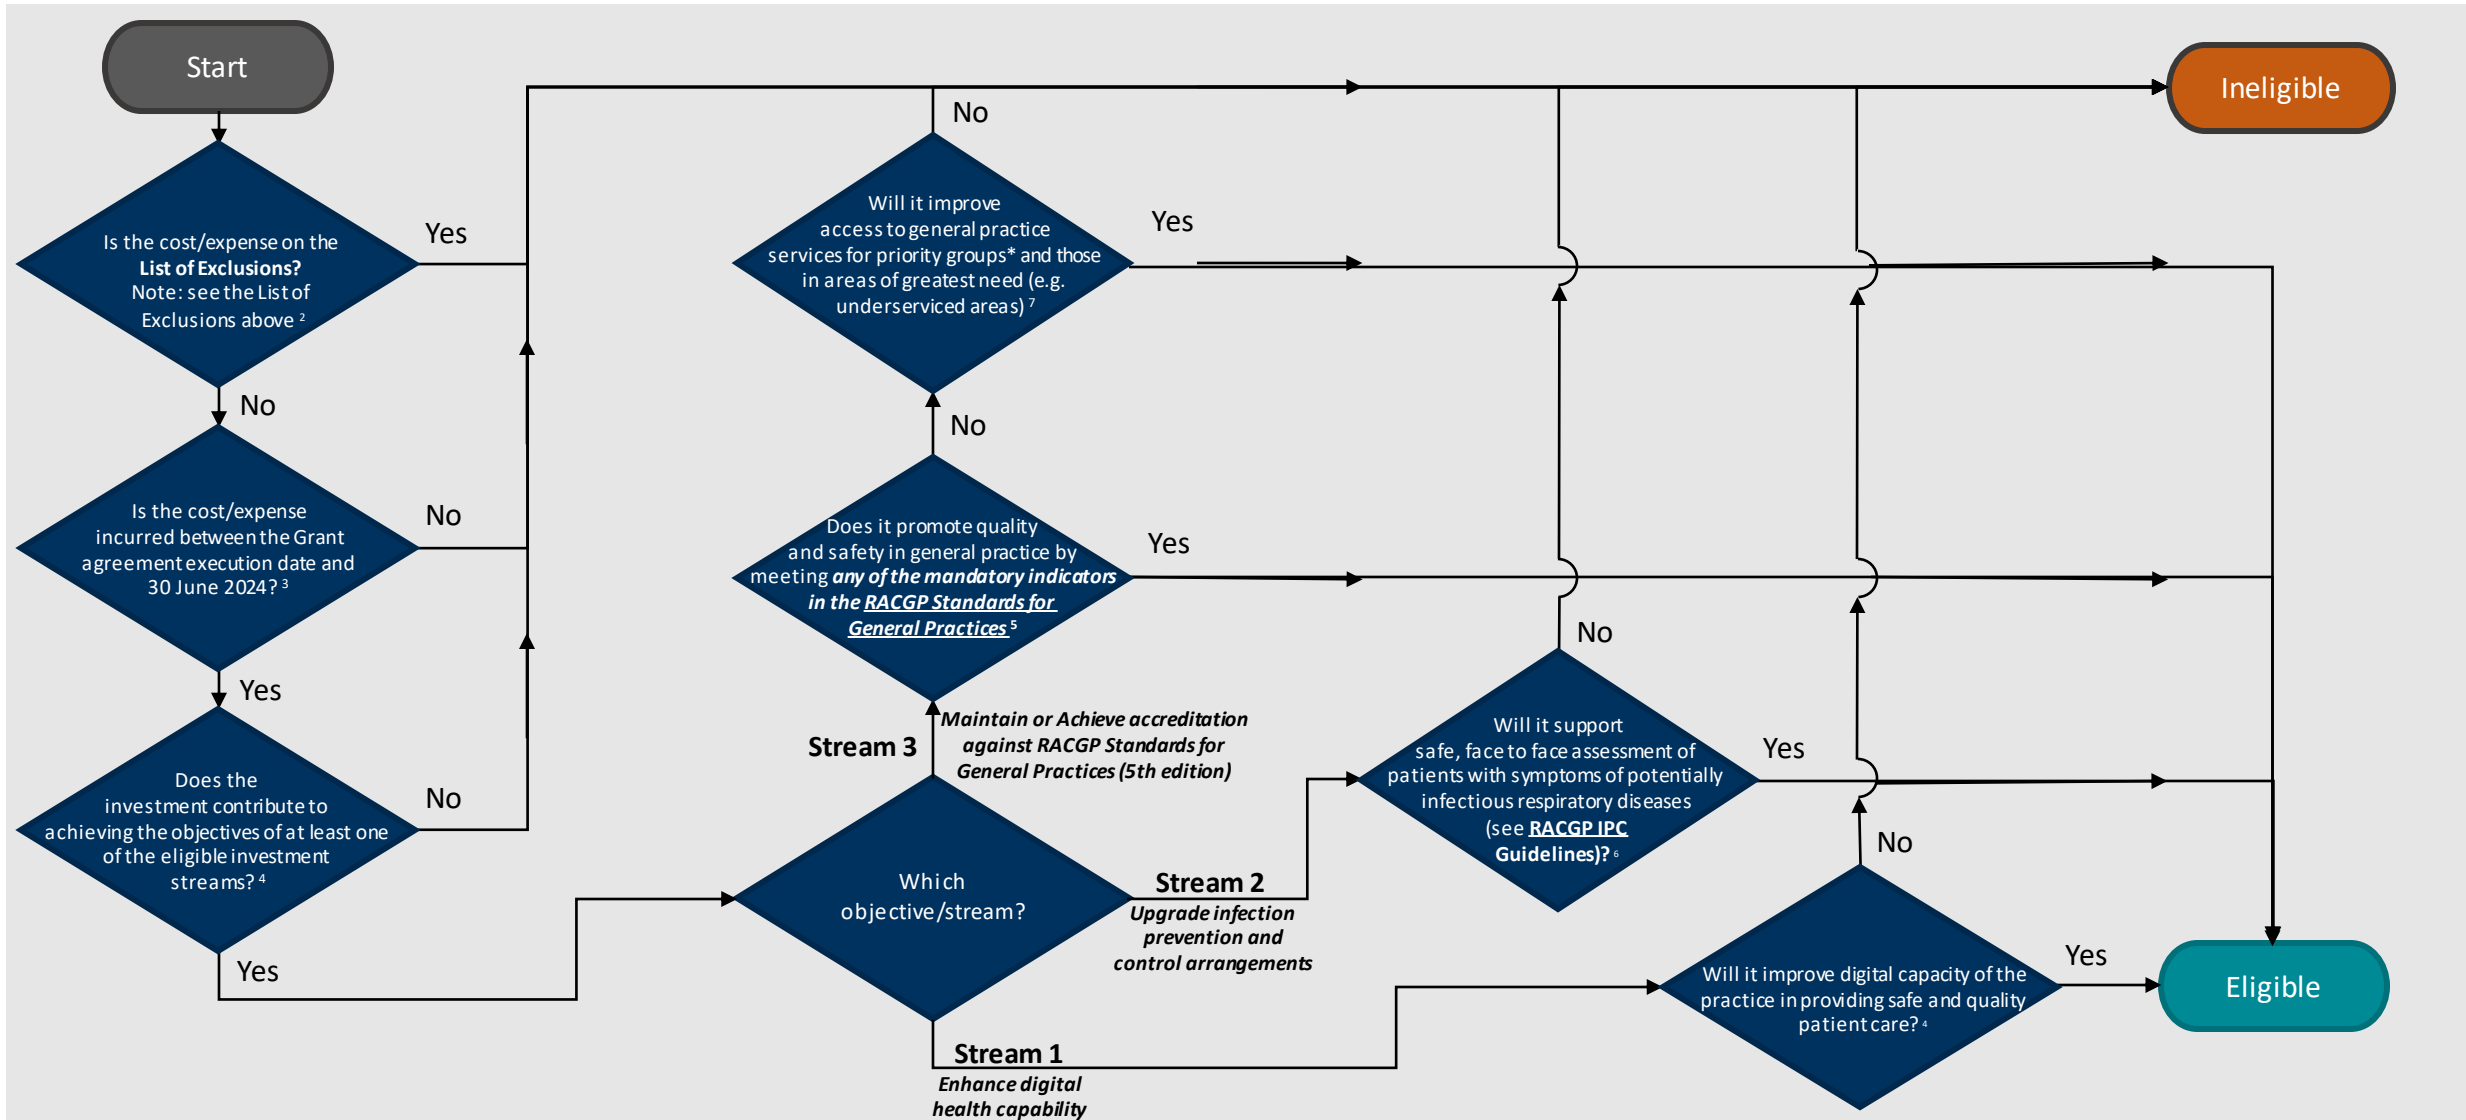 Start
Is the cost/expense on the
List of Exclusions?
Note: see the List of
Exclusions above 2
Yes
No
Is the cost/expense
incurred between the Grant
agreement execution date and
30 June 2024? 3
No
Yes
Does the
investment contribute to
achieving the objectives of at least one
of the eligible investment
streams? 4
No
Yes
Which
objective/stream?
Stream 3
Maintain or Achieve accreditation
against RACGP Standards for
General Practices (5th edition)
Does it promote quality
and safety in general practice by
meeting any of the mandatory indicators
in the RACGP Standards for
General Practices 5
Yes
No
Will it improve
access to general practice
services for priority groups* and those
in areas of greatest need (e.g.
underserviced areas) 7
Yes
No
Stream 2
Upgrade infection
prevention and
control arrangements
Will it support
safe, face to face assessment of
patients with symptoms of potentially
infectious respiratory diseases
(see RACGP IPC
Guidelines)? 6
No
Yes
Stream 1
Enhance digital
health capability
Will it improve digital capacity of the
practice in providing safe and quality
patient care? 4
No
Yes
Ineligible
Eligible